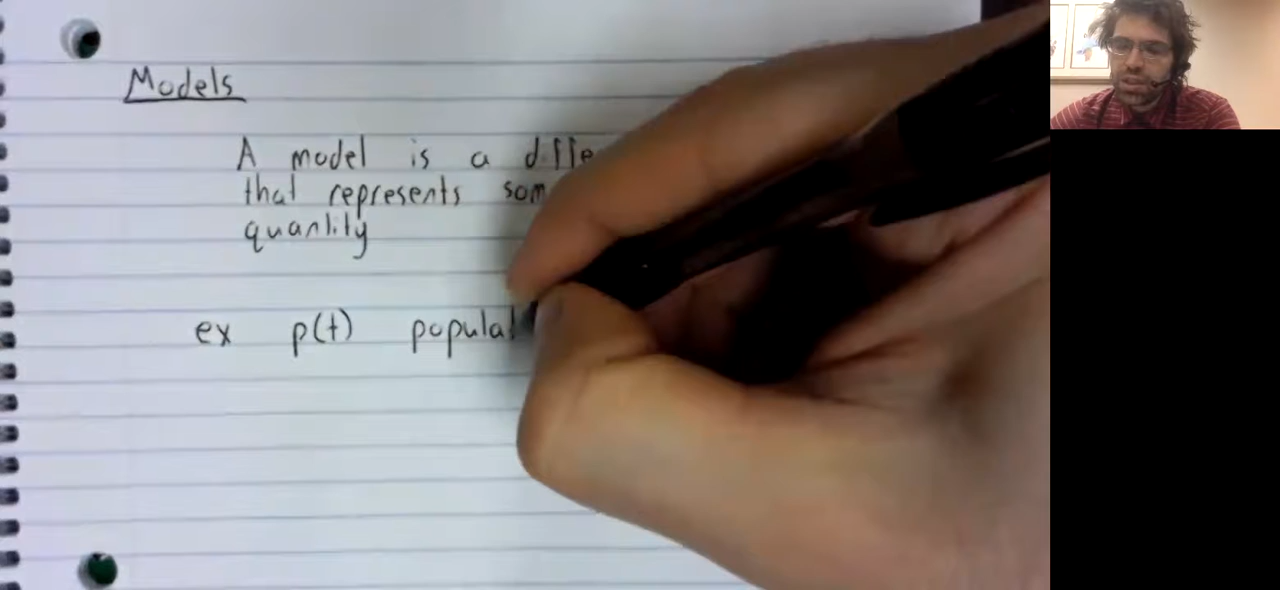 Models
A model is a diffe
that represents som
quantity
ex p(t) populat